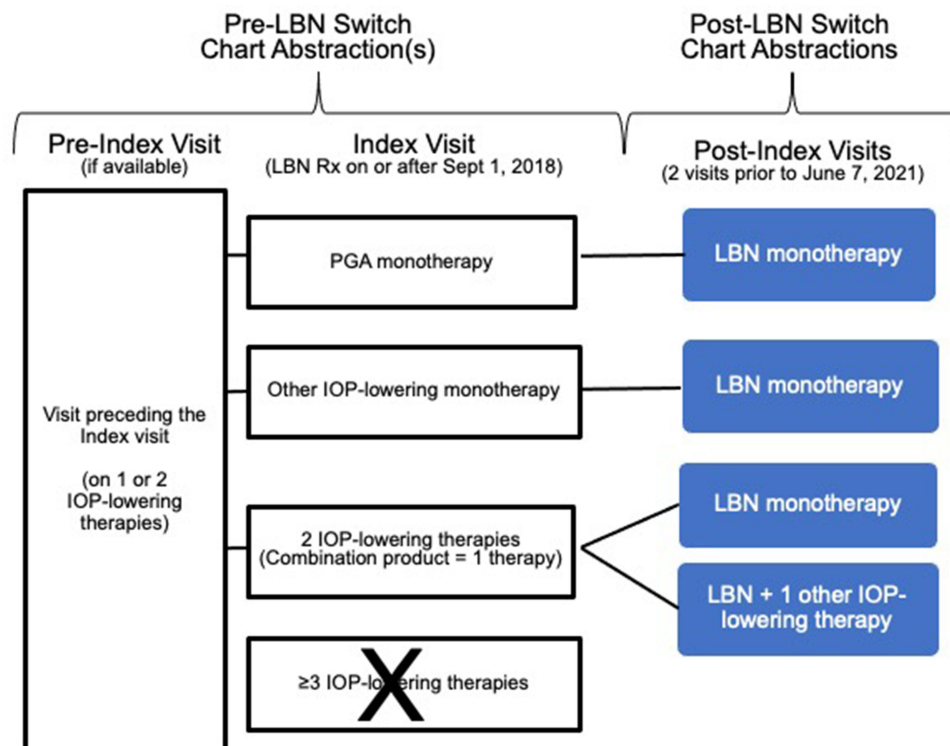 Pre-LBN Switch
Chart Abstraction(s)
Post-LBN Switch
Chart Abstractions
Pre-Index Visit
(if available)
Index Visit
(LBN Rx on or after Sept 1, 2018)
Post-Index Visits
(2 visits prior to June 7, 2021)
Visit preceding the
Index visit
(on 1 or 2
IOP-lowering
therapies)
PGA monotherapy
LBN monotherapy
Other IOP-lowering monotherapy
LBN monotherapy
2 IOP-lowering therapies
(Combination product = 1 therapy)
LBN monotherapy
LBN + 1 other IOP-
lowering therapy
≥3 IOP-lowering therapies
X